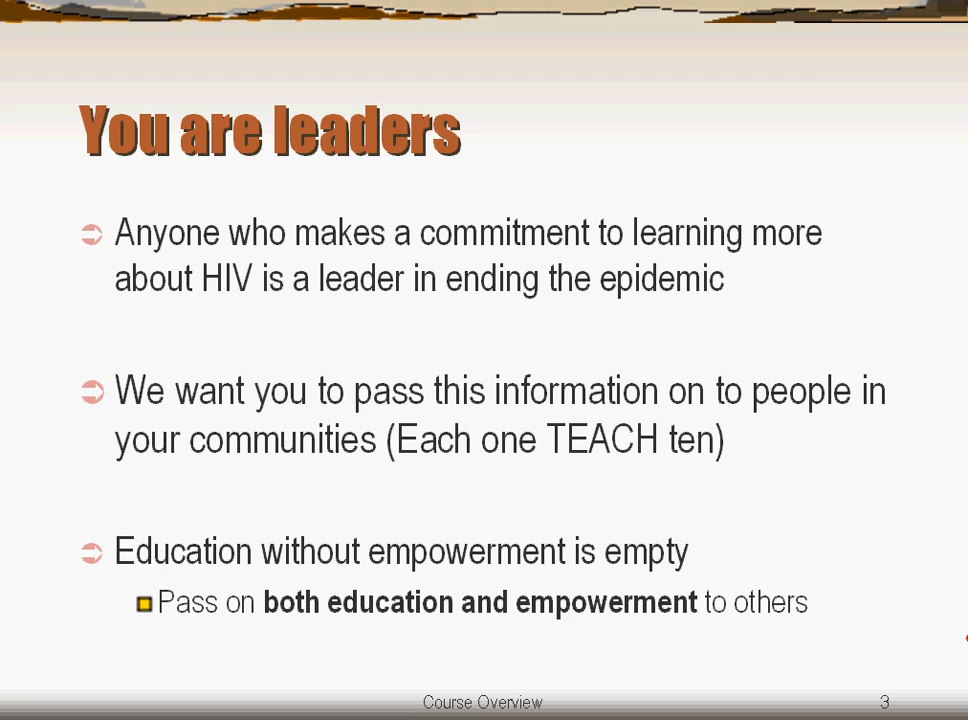 You are leaders
Anyone who makes a commitment to learning more
about HIV is a leader in ending the epidemic
We want you to pass this information on to people in
your communities (Each one TEACH ten)
Education without empowerment is empty
Pass on both education and empowerment to others
Course Overview
3